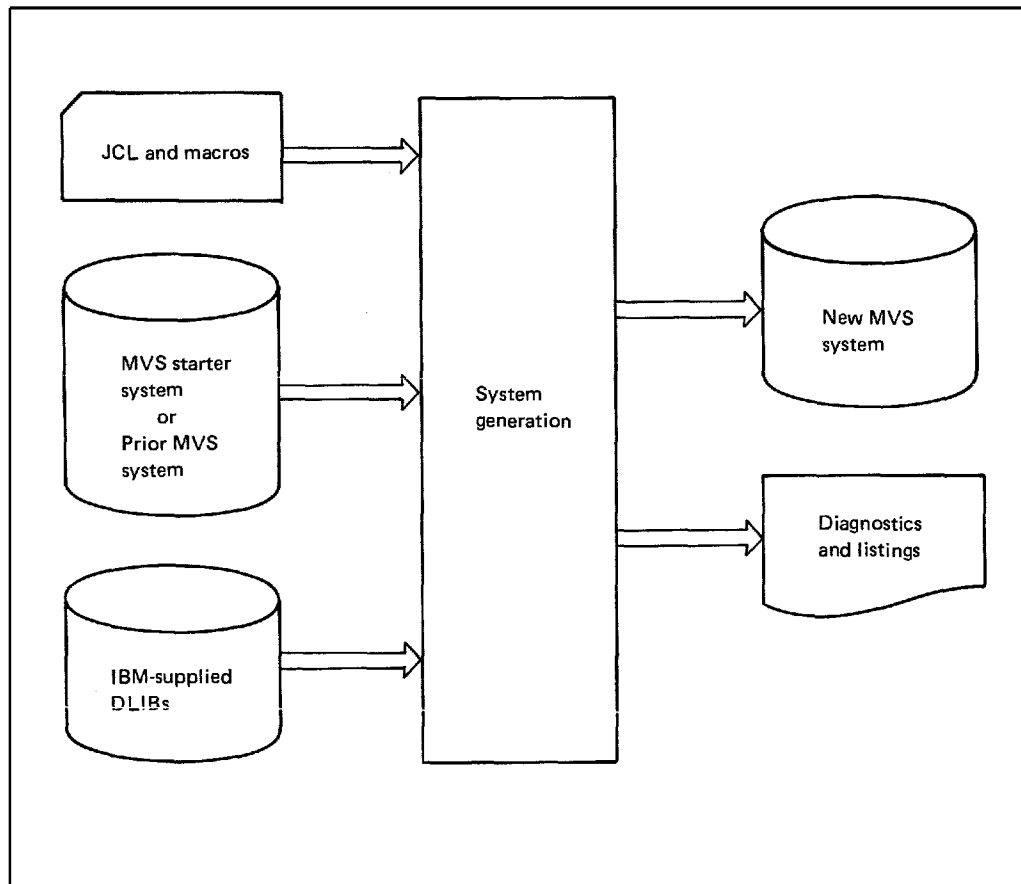 JCL and macros
MVS starter
system
or
Prior MVS
system
IBM-supplied
DLIBs
System
generation
New MVS
system
Diagnostics
and listings